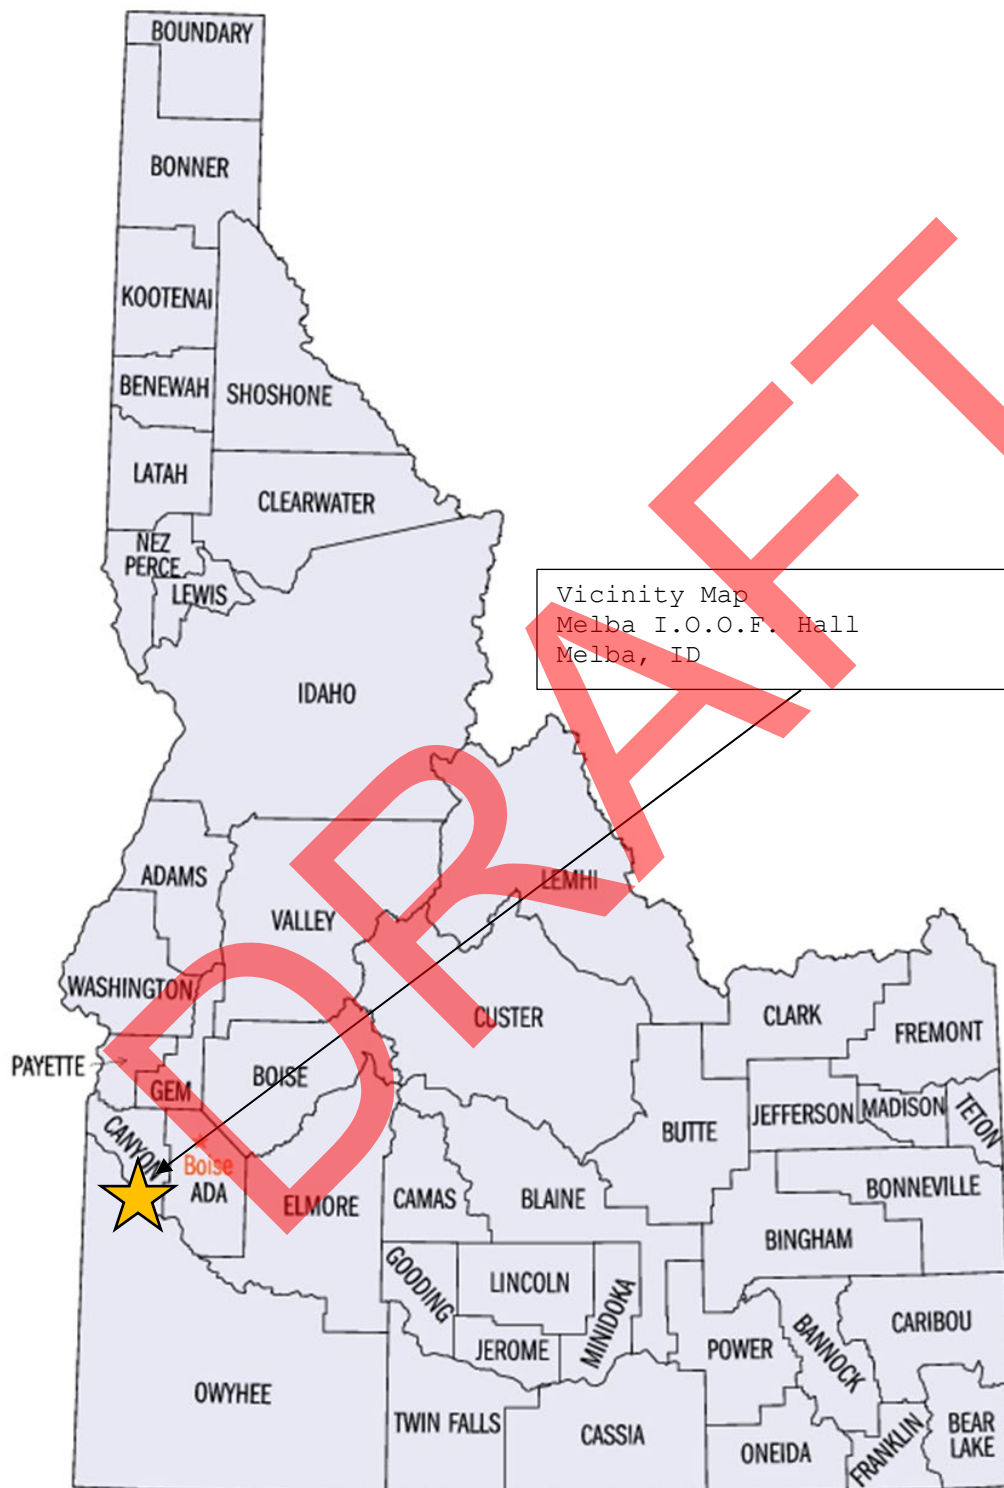 BOUNDARY
BONNER
KOOTENAI
BENEWAH
SHOSHONE
LATAH
CLEARWATER
NEZ
PERCE
LEWIS
Vicinity Map
Melba I.O.O.F. Hall
Melba, ID
IDAHO
ADAMS
LEMHI
VALLEY
WASHINGTON
CUSTER
CLARK
FREMONT
PAYETTE
GEM
BOISE
JEFFERSON
MADISON
TETON
BUTTE
CANYON
Boise
ADA
ELMORE
CAMAS
BLAINE
BONNEVILLE
BINGHAM
GOODING
LINCOLN
MINIDOKA
JEROME
POWER
BANNOCK
CARIBOU
OWYHEE
TWIN FALLS
CASSIA
ONEIDA
FRANKLIN
BEAR
LAKE
DRAFT